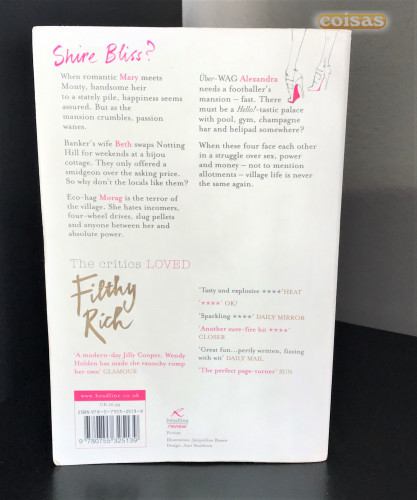 coisas
Shire Bliss?
When romantic Mary meets
Monty, handsome heir
to a stately pile, happiness seems
assured. But as the
mansion crumbles, passion
wanes.
Banker's wife Beth swaps Notting
Hill for weekends at a bijou
cottage. They only offered a
smidgeon over the asking price.
So why don't the locals like them?
Eco-hag Morag is the terror of
the village. She hates incomers,
four-wheel drives, slug pellets
and anyone between her and
absolute power.
Über-WAG Alexandra
needs a footballer's
mansion – fast. There
must be a Hello!-tastic palace
with pool, gym, champagne
bar and helipad somewhere?
When these four face each other
in a struggle over sex, power
and money – not to mention
allotments – village life is never
the same again.
The critics LOVED
Filthy
Rich
'A modern-day Jilly Cooper, Wendy
Holden has made the raunchy romp
her own' GLAMOUR
'Tasty and explosive ★★★★' HEAT
'★★★★' OK!
'Sparkling ★★★★' DAILY MIRROR
'Another sure-fire hit ★★★★'
CLOSER
'Great fun...pertly written, fizzing
with wit' DAILY MAIL
'The perfect page-turner' SUN
www.headline.co.uk
9 780755 325139
headline
review
Fiction